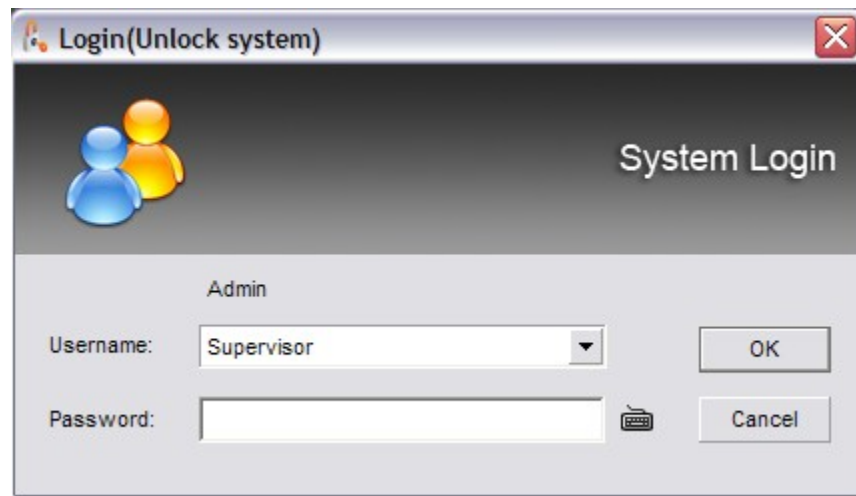 Login(Unlock system)
System Login
Admin
Username: Supervisor OK
Password: Cancel